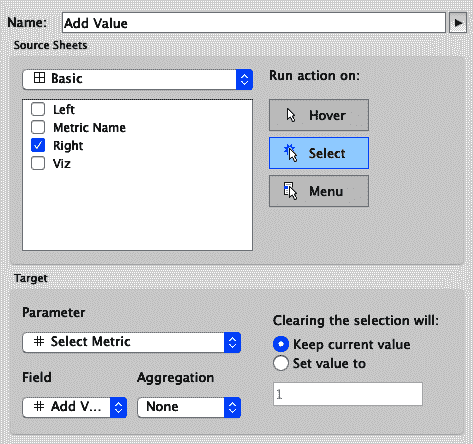 Name: Add Value
Source Sheets
Basic
Left
Metric Name
Right
Viz
Run action on:
Hover
Select
Menu
Target
Parameter
# Select Metric
Field
# Add V...
Aggregation
None
Clearing the selection will:
Keep current value
Set value to
1